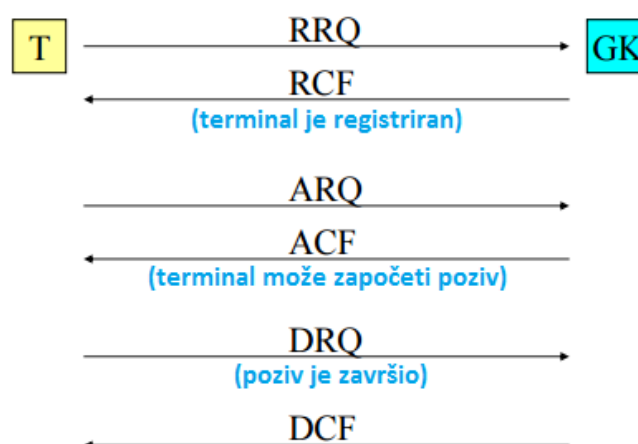 T
RRQ
GK
RCF
(terminal je registriran)
ARQ
ACF
(terminal može započeti poziv)
DRQ
(poziv je završio)
DCF